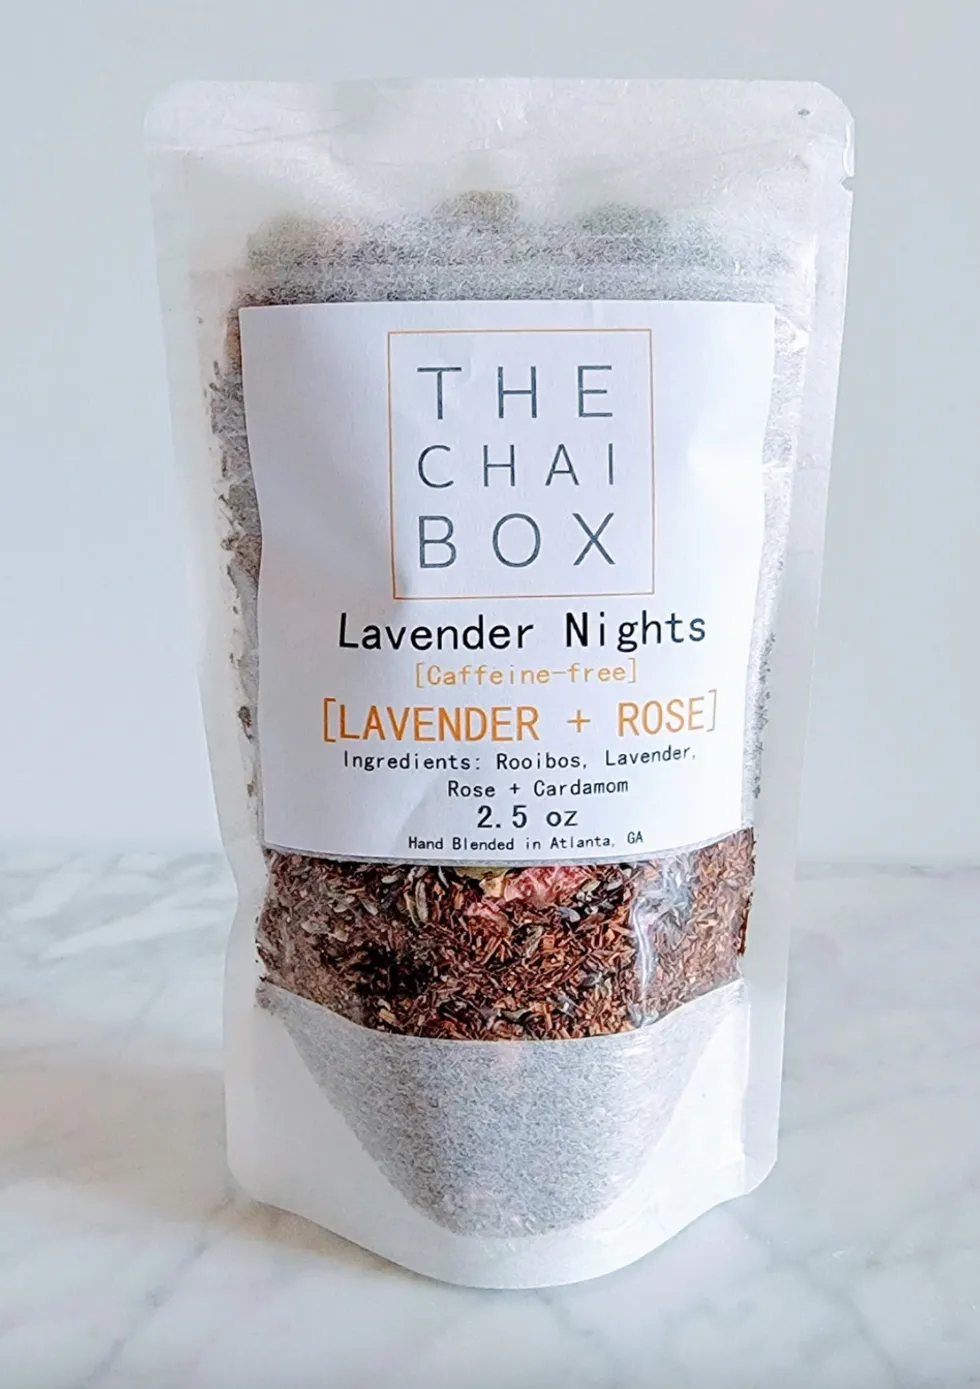 THE
CHAI
BOX
Lavender Nights
[Caffeine-free]
[LAVENDER + ROSE]
Ingredients: Rooibos, Lavender,
Rose + Cardamom
2.5 oz
Hand Blended in Atlanta, GA